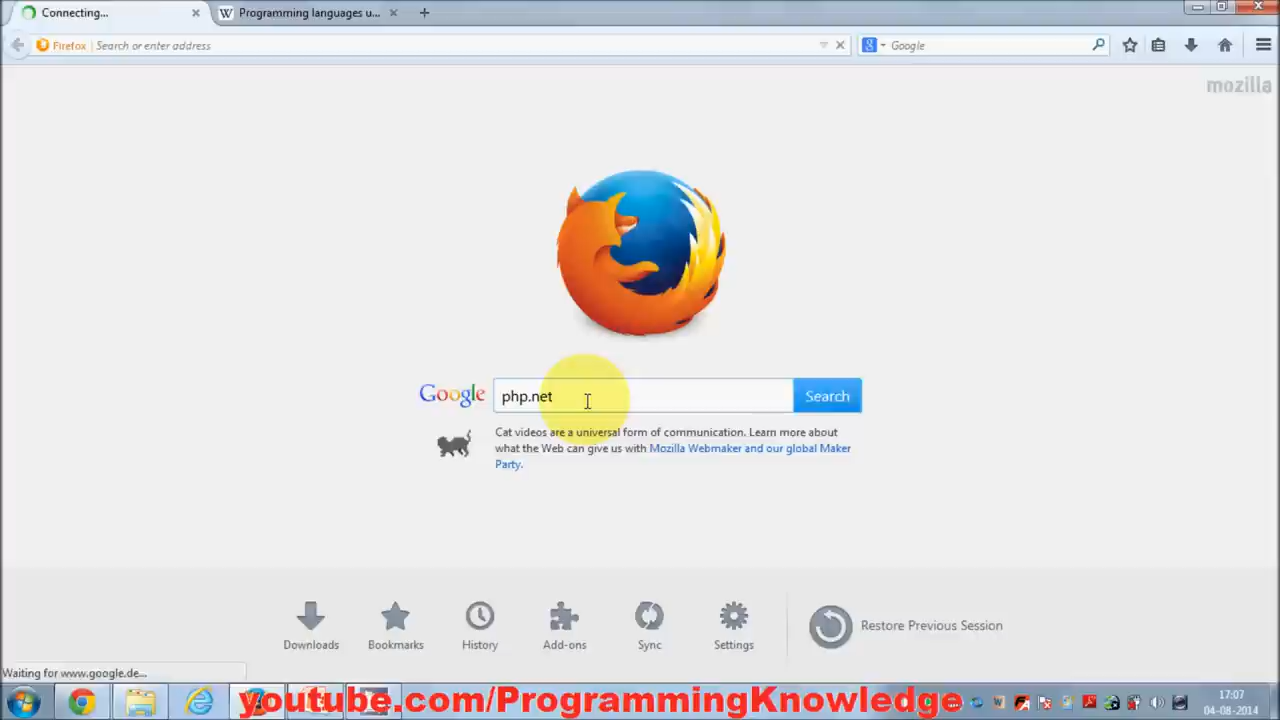 Connecting...
Programming languages u...
Firefox
Search or enter address
Google
mozilla
Google
php.net
Search
Cat videos are a universal form of communication. Learn more about
what the Web can give us with Mozilla Webmaker and our global Maker
Party.
Downloads
Bookmarks
History
Add-ons
Sync
Settings
Restore Previous Session
Waiting for www.google.de...
youtube.com/ProgrammingKnowledge
17:07
04-08-2014